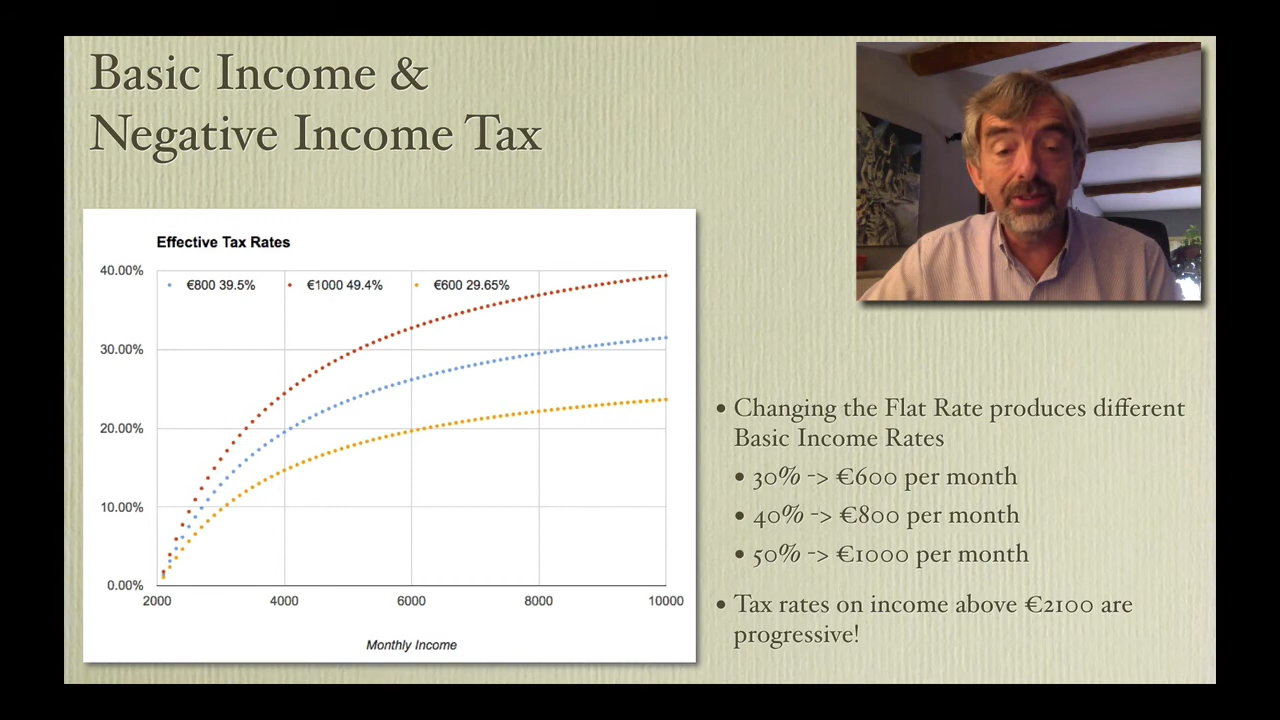 Basic Income &
Negative Income Tax
Effective Tax Rates
40.00%
€800 39.5%
€1000 49.4%
€600 29.65%
30.00%
20.00%
10.00%
0.00%
2000
4000
6000
8000
10000
Monthly Income
• Changing the Flat Rate produces different
Basic Income Rates
• 30% -> €600 per month
• 40% -> €800 per month
• 50% -> €1000 per month
• Tax rates on income above €2100 are
progressive!